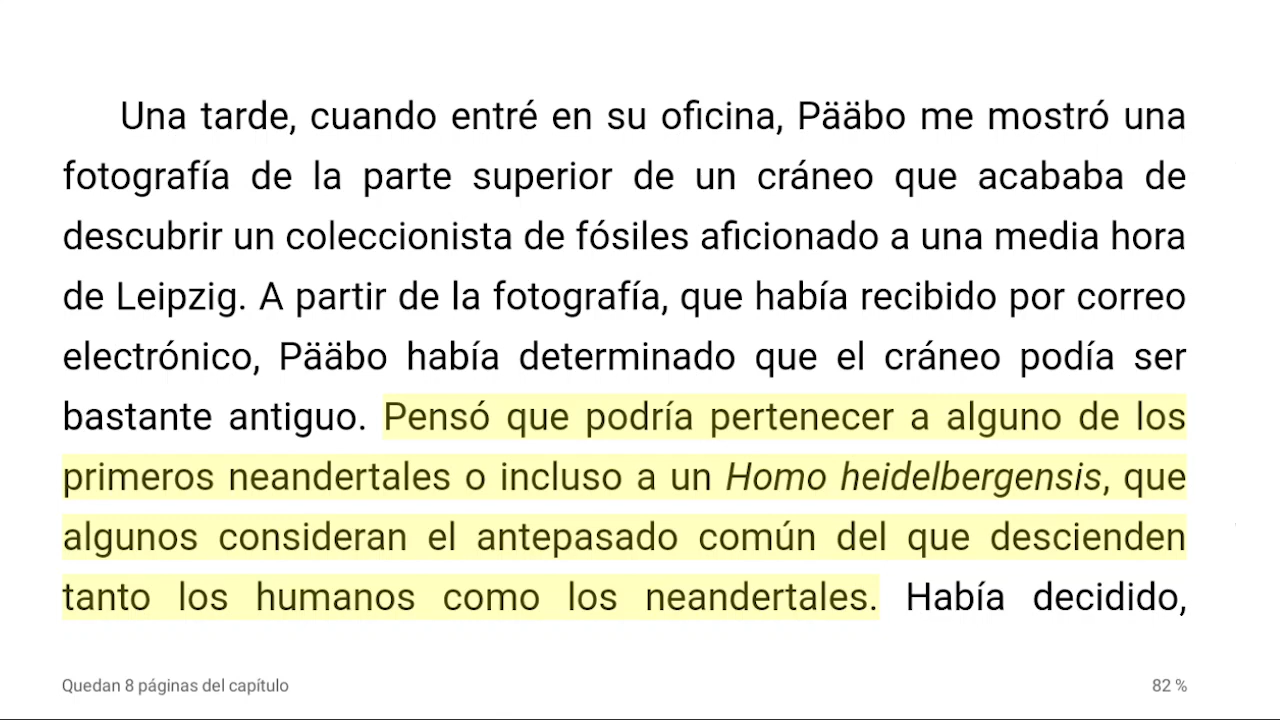 Una tarde, cuando entré en su oficina, Pääbo me mostró una
fotografía de la parte superior de un cráneo que acababa de
descubrir un coleccionista de fósiles aficionado a una media hora
de Leipzig. A partir de la fotografía, que había recibido por correo
electrónico, Pääbo había determinado que el cráneo podía ser
bastante antiguo. Pensó que podría pertenecer a alguno de los
primeros neandertales o incluso a un Homo heidelbergensis, que
algunos consideran el antepasado común del que descienden
tanto los humanos como los neandertales. Había decidido,
Quedan 8 páginas del capítulo
82 %